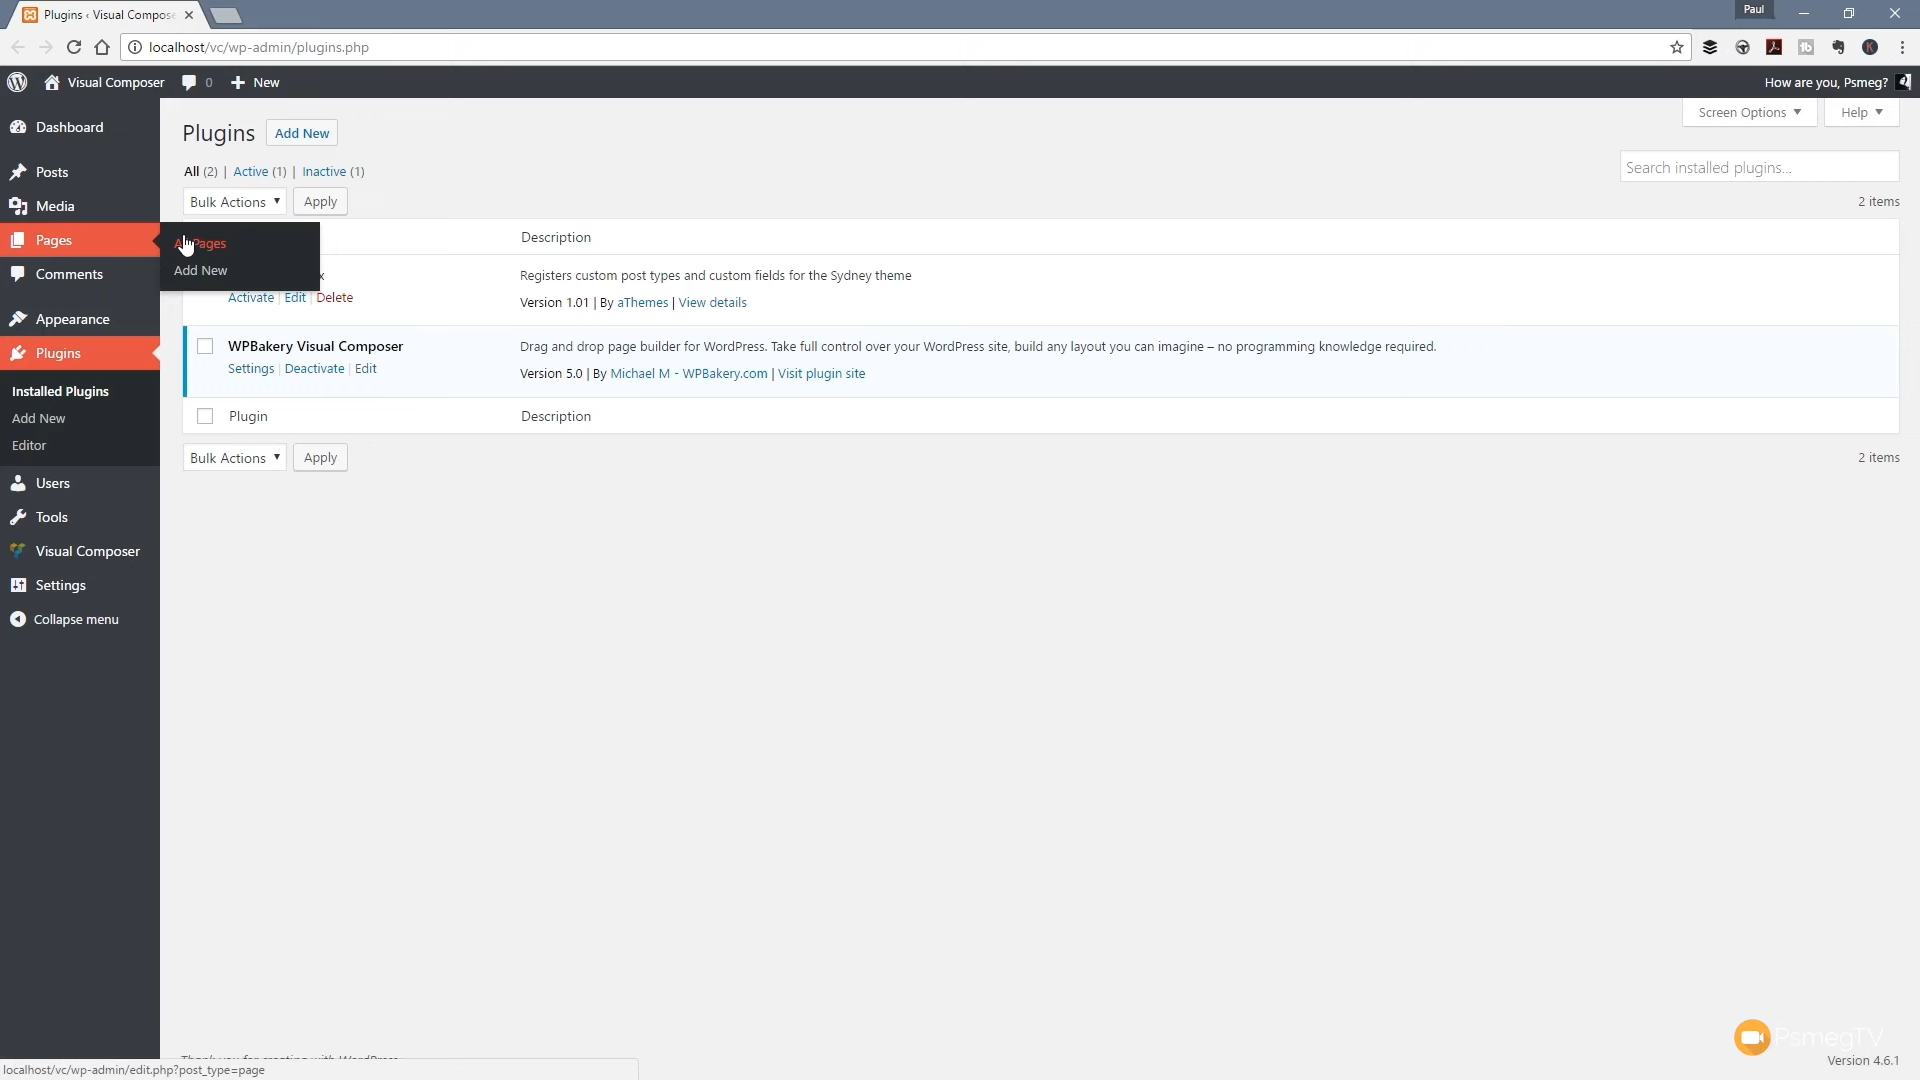 Plugins ‹ Visual Compose
Paul
localhost/vc/wp-admin/plugins.php
Visual Composer
0
New
How are you, Psmeg?
Dashboard
Posts
Media
Pages
Comments
Appearance
Plugins
Installed Plugins
Add New
Editor
Users
Tools
Visual Composer
Settings
Collapse menu
Pages
Add New
Plugins
Add New
Screen Options ▼
Help ▼
All (2) | Active (1) | Inactive (1)
Search installed plugins...
Bulk Actions ▼
Apply
2 items
Description
x
Activate | Edit | Delete
Registers custom post types and custom fields for the Sydney theme
Version 1.01 | By aThemes | View details
WPBakery Visual Composer
Settings | Deactivate | Edit
Drag and drop page builder for WordPress. Take full control over your WordPress site, build any layout you can imagine – no programming knowledge required.
Version 5.0 | By Michael M - WPBakery.com | Visit plugin site
Plugin
Description
Bulk Actions ▼
Apply
2 items
PsmegTV
Version 4.6.1
localhost/vc/wp-admin/edit.php?post_type=page